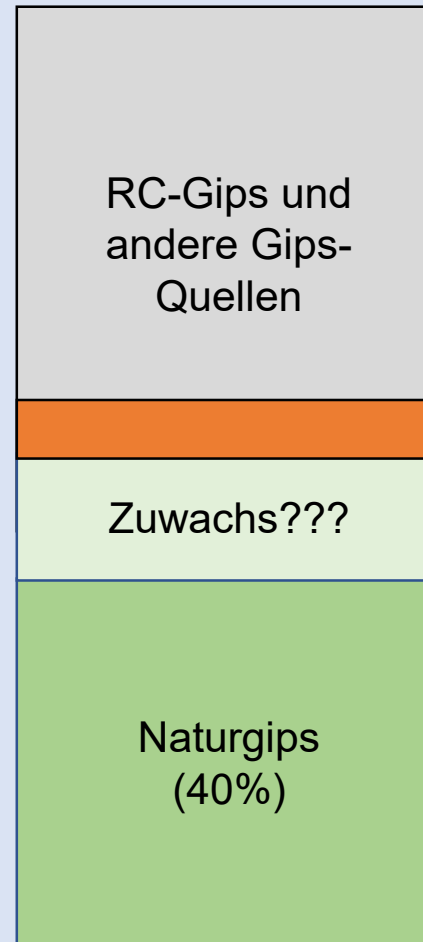 RC-Gips und
andere Gips-
Quellen
Zuwachs???
Naturgips
(40%)